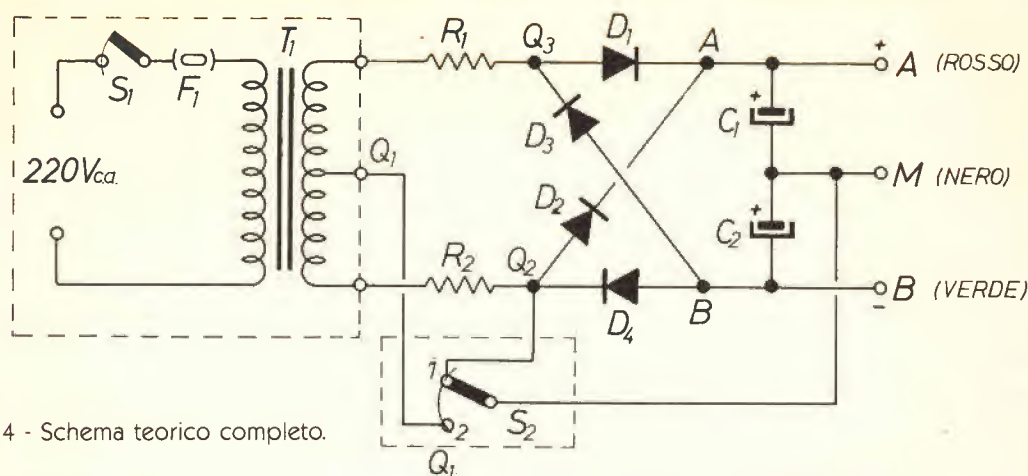 T1 R1 Q3 D1 A + A (ROSSO)
S1 F1 + C1
D3
220Vc.a. Q1 M (NERO)
D2 + C2
R2 Q2 B (VERDE)
D4 B -
1
2 S2
4 - Schema teorico completo.
Q1